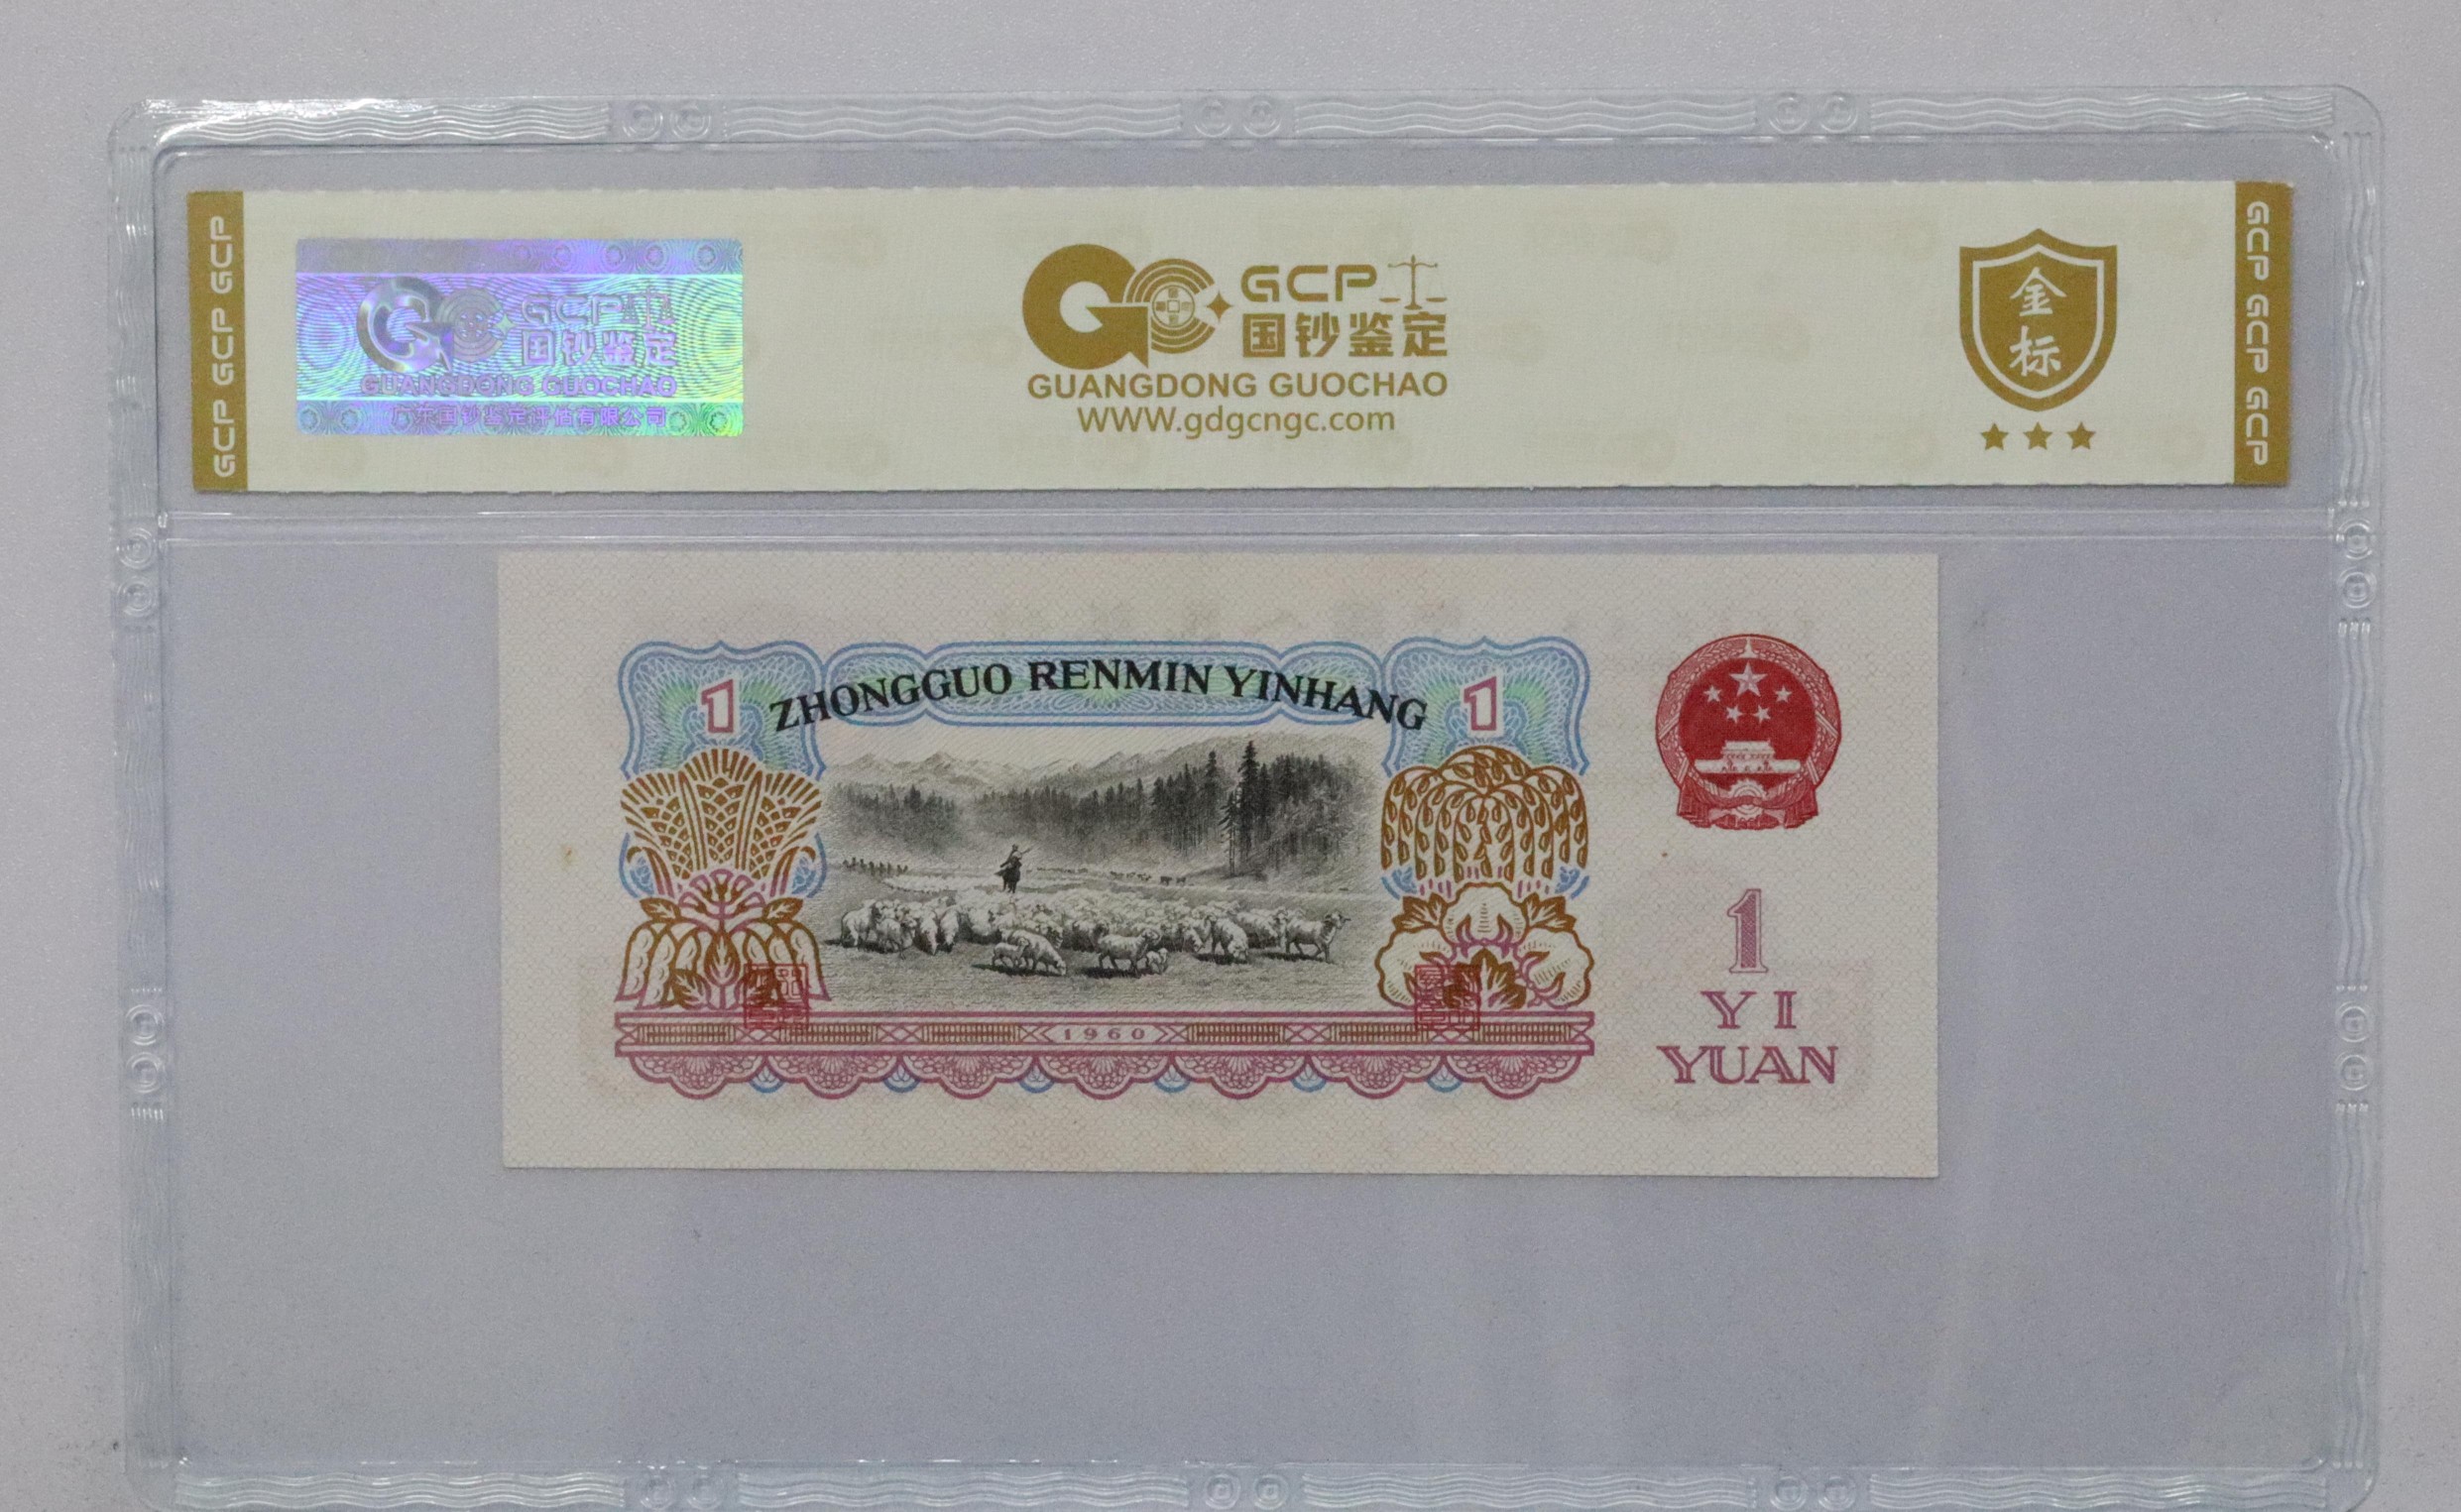 GCP GCP GCP
GCP
国钞鉴定
GUANGDONG GUOCHAO
广东国钞鉴定评估有限公司
GCP
国钞鉴定
GUANGDONG GUOCHAO
WWW.gdgcngc.com
金
标
GCP GCP GCP
ZHONGGUO RENMIN YINHANG
1
1
1960
1
YI
YUAN